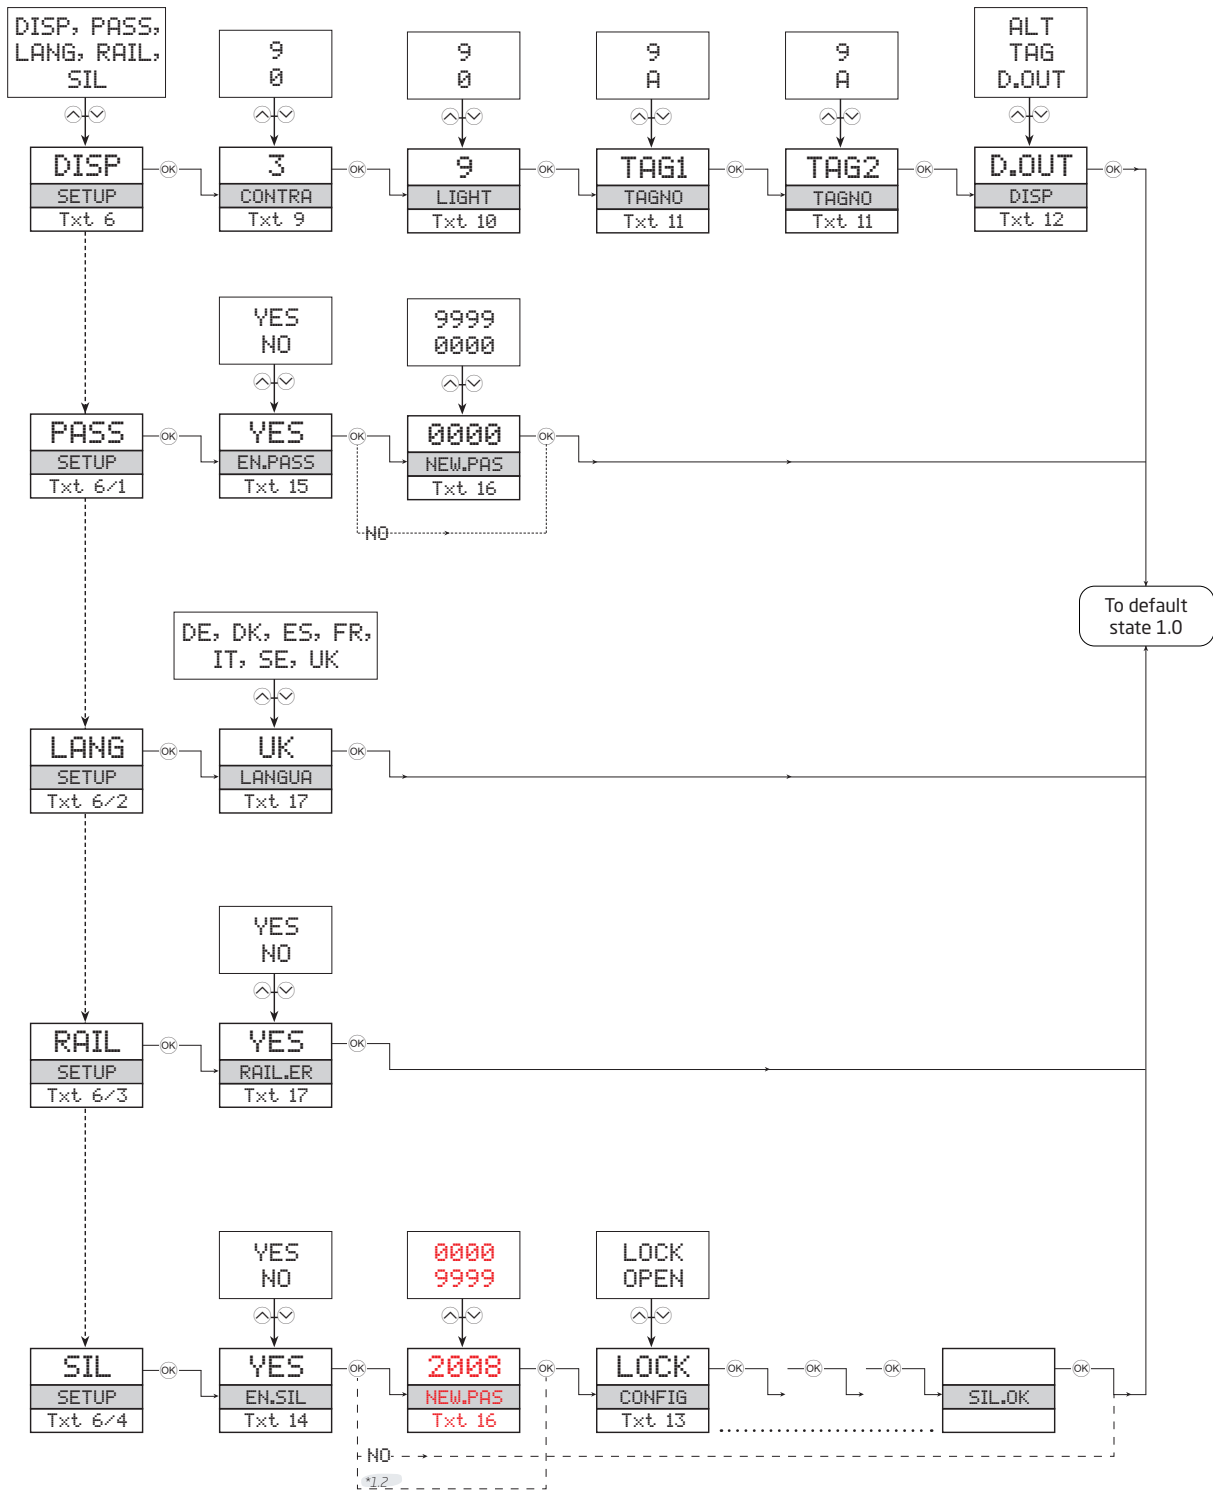 DISP, PASS,
LANG, RAIL,
SIL
9
0
9
0
9
A
9
A
ALT
TAG
D.OUT
DISP
SETUP
Txt 6
OK
3
CONTRA
Txt 9
OK
9
LIGHT
Txt 10
OK
TAG1
TAGNO
Txt 11
OK
TAG2
TAGNO
Txt 11
OK
D.OUT
DISP
Txt 12
OK
YES
NO
9999
0000
PASS
SETUP
Txt 6/1
OK
YES
EN.PASS
Txt 15
OK
0000
NEW.PAS
Txt 16
OK
NO
To default
state 1.0
DE, DK, ES, FR,
IT, SE, UK
LANG
SETUP
Txt 6/2
OK
UK
LANGUA
Txt 17
OK
YES
NO
RAIL
SETUP
Txt 6/3
OK
YES
RAIL.ER
Txt 17
OK
YES
NO
0000
9999
LOCK
OPEN
SIL
SETUP
Txt 6/4
OK
YES
EN.SIL
Txt 14
OK
2008
NEW.PAS
Txt 16
OK
LOCK
CONFIG
Txt 13
OK
OK
OK
SIL.OK
OK
NO
*1.2